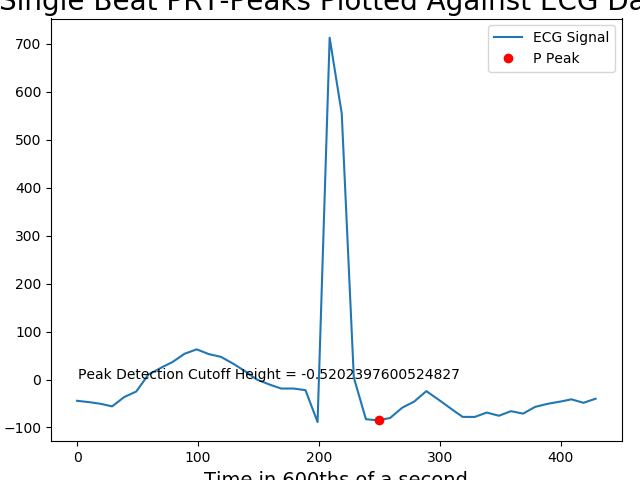 Single Beat PRT-Peaks Plotted Against ECG Da
ECG Signal
P Peak
700
600
500
400
300
200
100
0
−100
Peak Detection Cutoff Height = -0.5202397600524827
0 100 200 300 400
Time in 600ths of a second